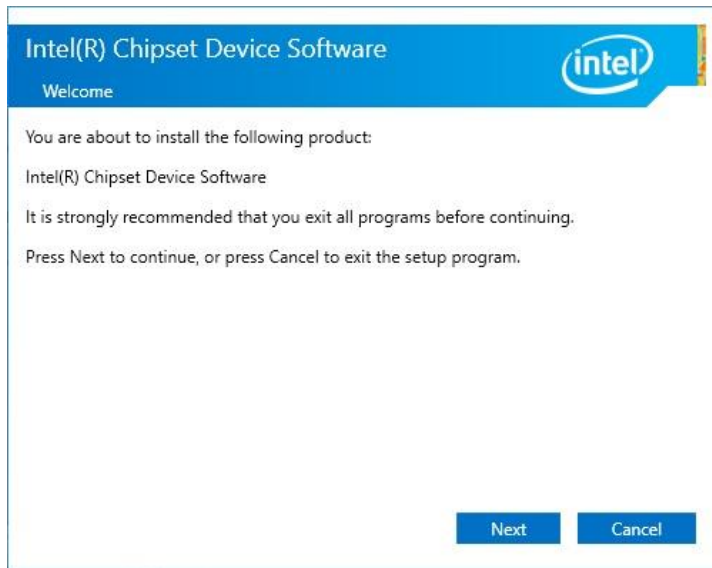 Intel(R) Chipset Device Software
intel
Welcome
You are about to install the following product:
Intel(R) Chipset Device Software
It is strongly recommended that you exit all programs before continuing.
Press Next to continue, or press Cancel to exit the setup program.
Next
Cancel